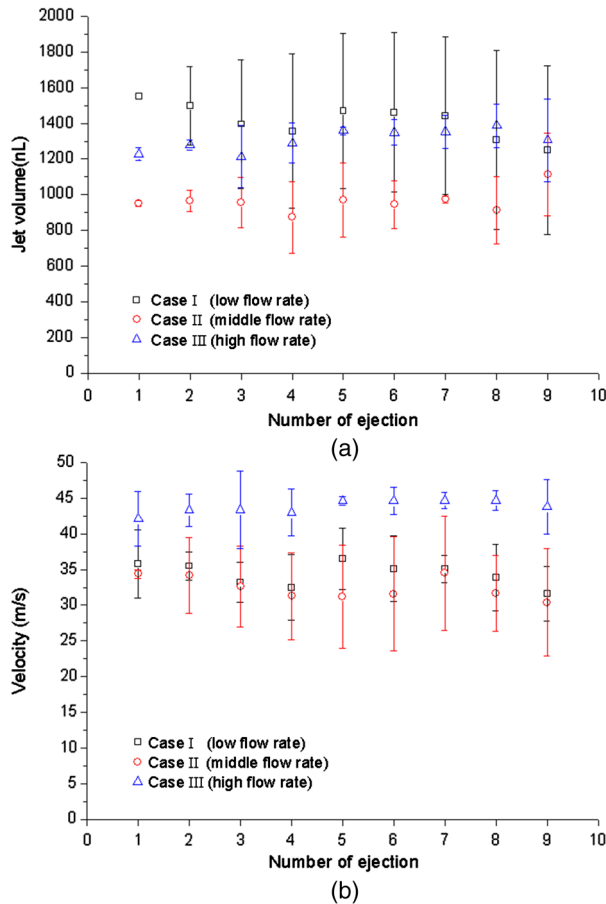 2000
1800
1600
1400
1200
1000
800
600
400
200
0
Jet volume(nL)
Case Ⅰ (low flow rate)
Case Ⅱ (middle flow rate)
Case Ⅲ (high flow rate)
0 1 2 3 4 5 6 7 8 9 10
Number of ejection
(a)
50
45
40
35
30
25
20
15
10
5
0
Velocity (m/s)
Case Ⅰ (low flow rate)
Case Ⅱ (middle flow rate)
Case Ⅲ (high flow rate)
0 1 2 3 4 5 6 7 8 9 10
Number of ejection
(b)